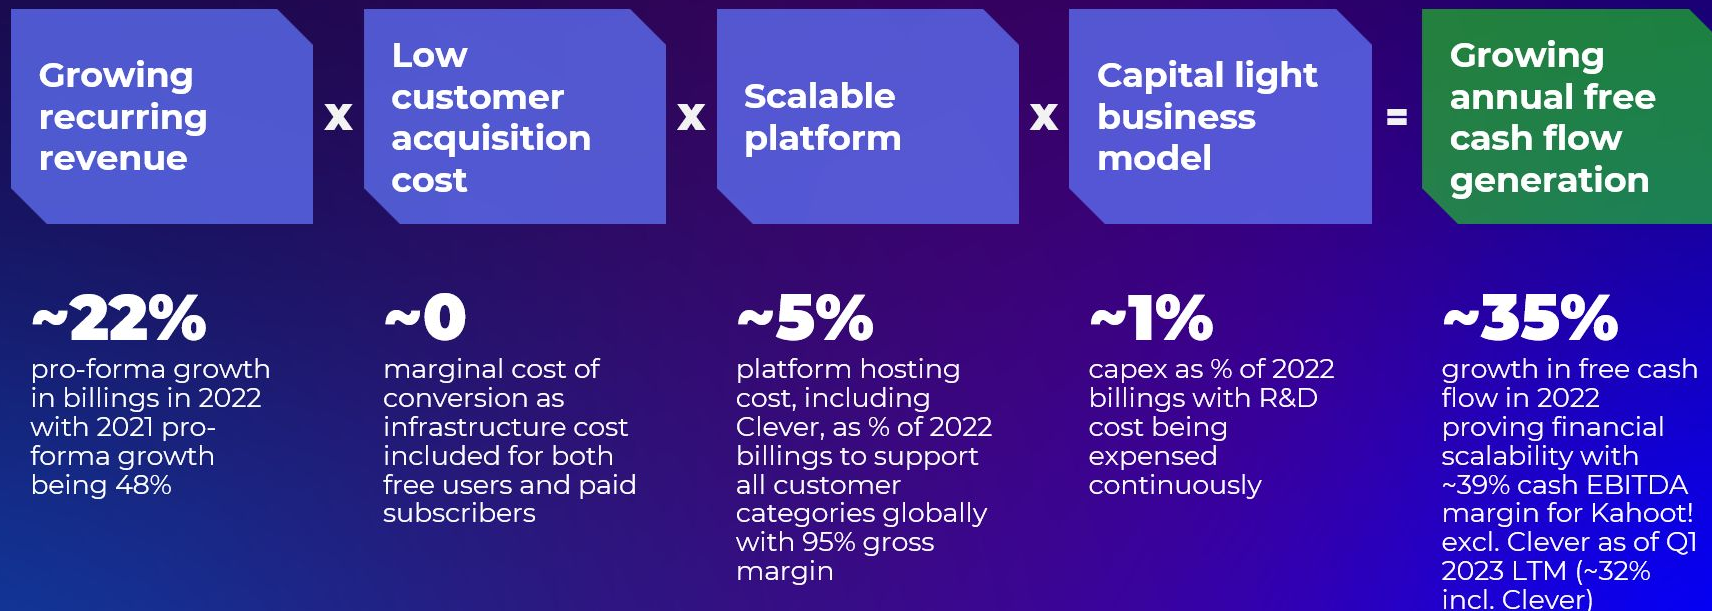 Growing
recurring
revenue
x
Low
customer
acquisition
cost
x
Scalable
platform
x
Capital light
business
model
=
Growing
annual free
cash flow
generation
~22%
pro-forma growth
in billings in 2022
with 2021 pro-
forma growth
being 48%
~0
marginal cost of
conversion as
infrastructure cost
included for both
free users and paid
subscribers
~5%
platform hosting
cost, including
Clever, as % of 2022
billings to support
all customer
categories globally
with 95% gross
margin
~1%
capex as % of 2022
billings with R&D
cost being
expensed
continuously
~35%
growth in free cash
flow in 2022
proving financial
scalability with
~39% cash EBITDA
margin for Kahoot!
excl. Clever as of Q1
2023 LTM (~32%
incl. Clever)